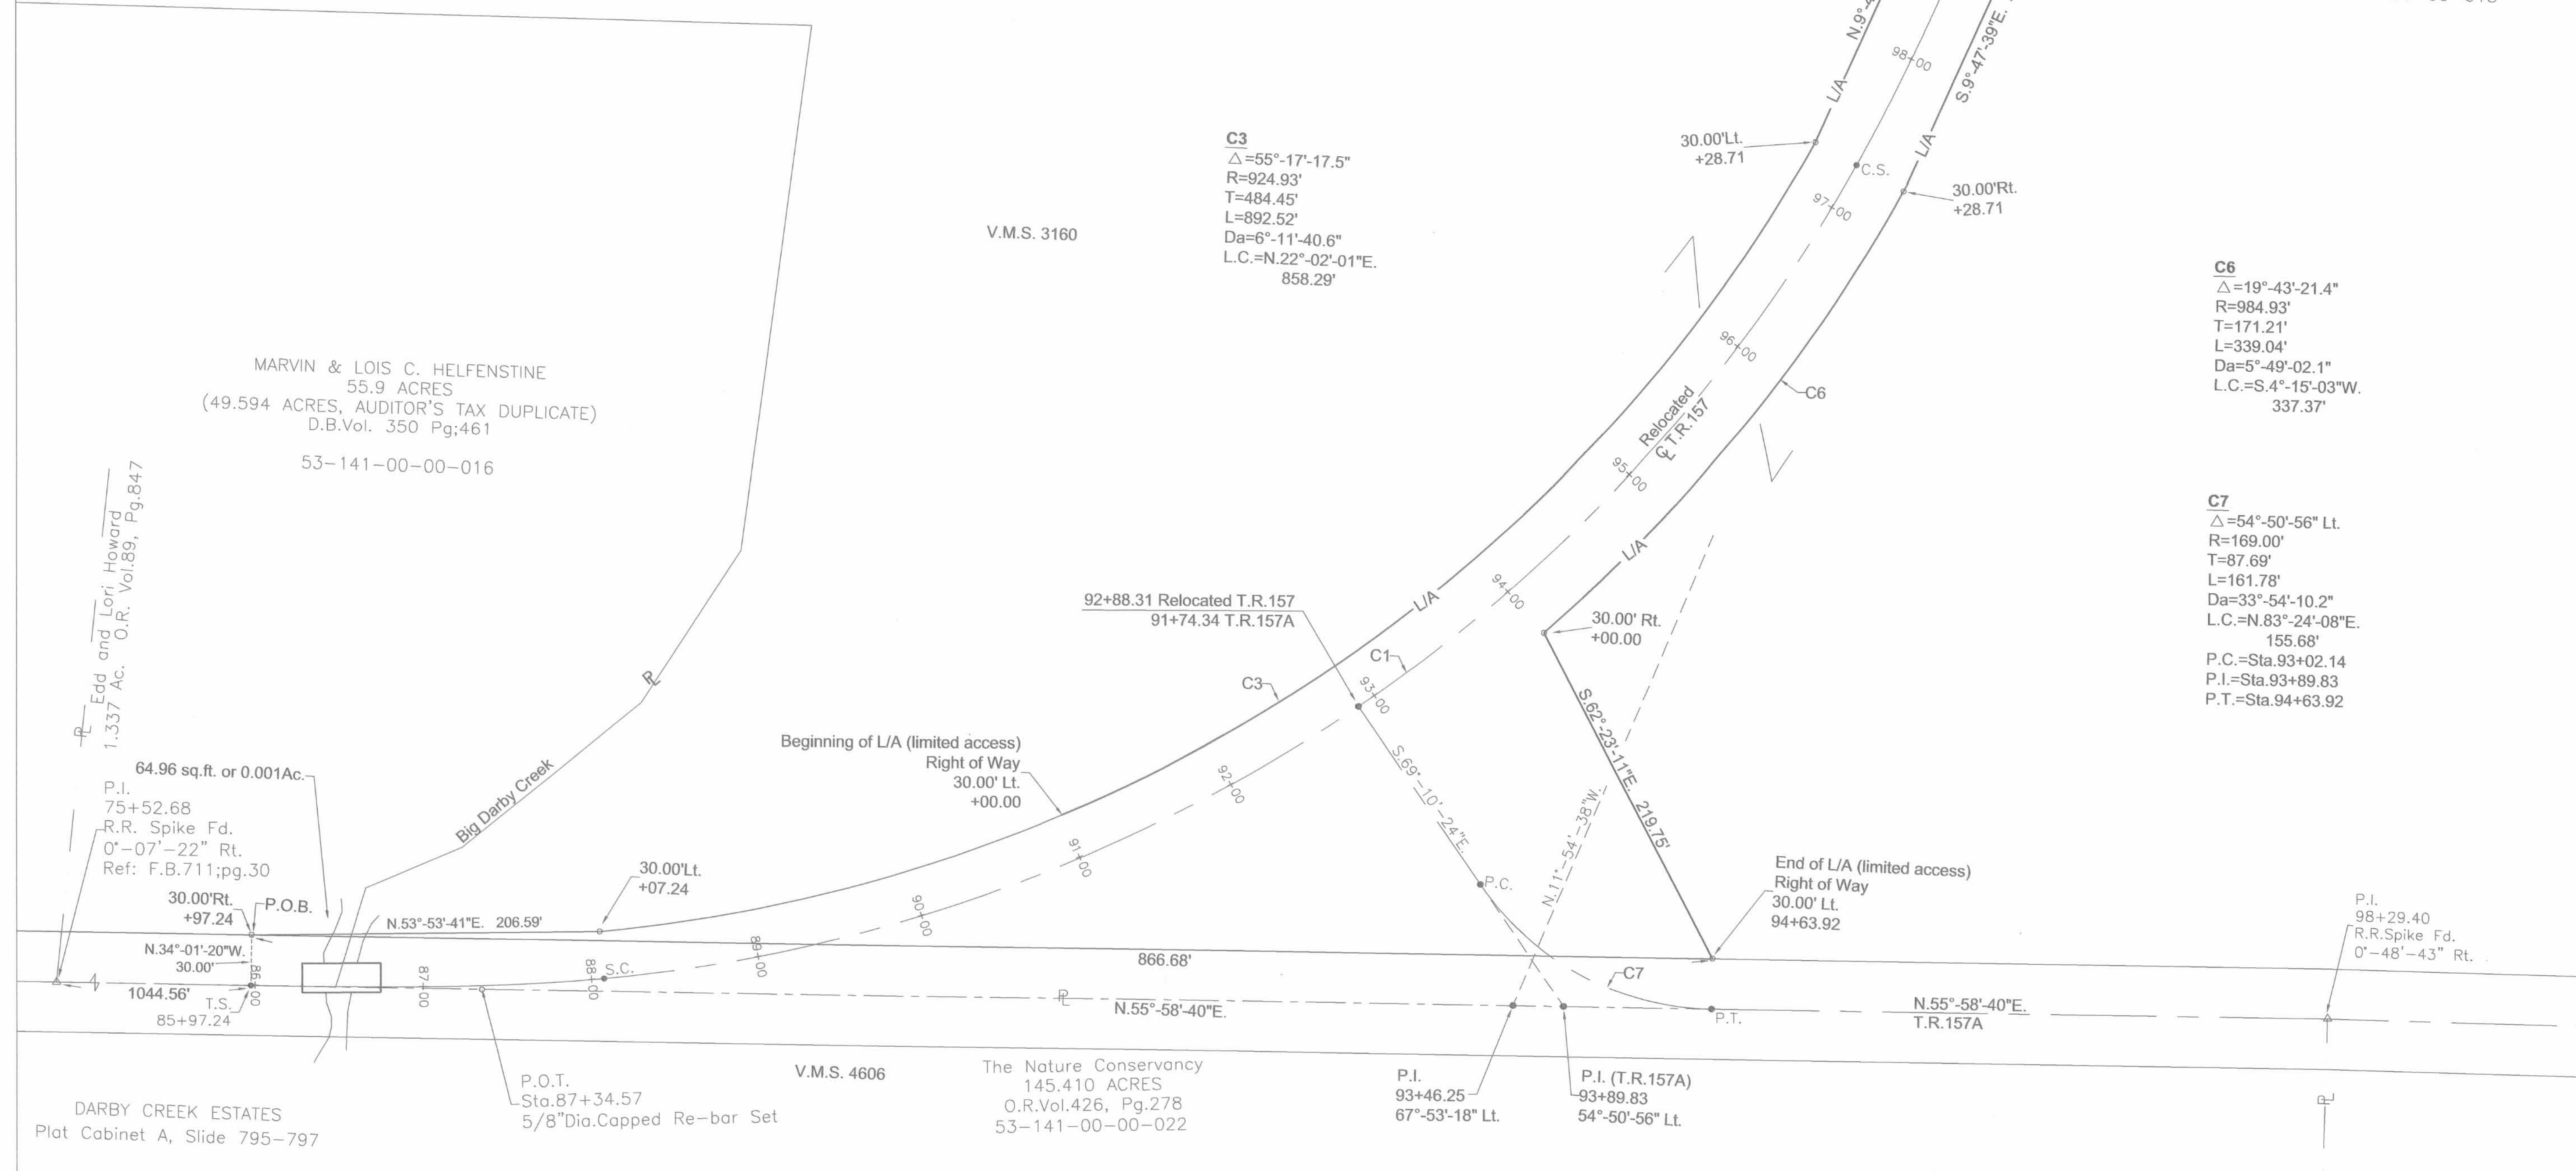 N.9°-4
S.9°-47'-39"E.
98+00
L/A
L/A
30.00'Lt.
+28.71
C.S.
97+00
30.00'Rt.
+28.71
C3
△=55°-17'-17.5"
R=924.93'
T=484.45'
L=892.52'
Da=6°-11'-40.6"
L.C.=N.22°-02'-01"E.
858.29'
V.M.S. 3160
C6
△=19°-43'-21.4"
R=984.93'
T=171.21'
L=339.04'
Da=5°-49'-02.1"
L.C.=S.4°-15'-03"W.
337.37'
C7
△=54°-50'-56" Lt.
R=169.00'
T=87.69'
L=161.78'
Da=33°-54'-10.2"
L.C.=N.83°-24'-08"E.
155.68'
P.C.=Sta.93+02.14
P.I.=Sta.93+89.83
P.T.=Sta.94+63.92
MARVIN & LOIS C. HELFENSTINE
55.9 ACRES
(49.594 ACRES, AUDITOR'S TAX DUPLICATE)
D.B.Vol. 350 Pg;461
53-141-00-00-016
96+00
C6
Relocated
℄ T.R.157
95+00
L/A
94+00
L/A
Edd and Lori Howard
1.337 Ac. O.R. Vol.89, Pg.847
PL
PL
92+88.31 Relocated T.R.157
91+74.34 T.R.157A
30.00' Rt.
+00.00
C1
C3
93+00
S.62°-23'-11"E. 219.75'
S.69°-10'-24"E.
N.11°-54'-38"W.
Beginning of L/A (limited access)
Right of Way
30.00' Lt.
+00.00
92+00
91+00
90+00
89+00
64.96 sq.ft. or 0.001Ac.
P.I.
75+52.68
R.R. Spike Fd.
0°-07'-22" Rt.
Ref: F.B.711;pg.30
Big Darby Creek
30.00'Rt.
+97.24
P.O.B.
N.53°-53'-41"E. 206.59'
30.00'Lt.
+07.24
N.34°-01'-20"W.
30.00'
86+00
87+00
88+00
S.C.
1044.56'
T.S.
85+97.24
866.68'
PL
N.55°-58'-40"E.
P.C.
C7
P.T.
End of L/A (limited access)
Right of Way
30.00' Lt.
94+63.92
N.55°-58'-40"E.
T.R.157A
P.I.
98+29.40
R.R.Spike Fd.
0°-48'-43" Rt.
P.O.T.
Sta.87+34.57
5/8"Dia.Capped Re-bar Set
V.M.S. 4606
The Nature Conservancy
145.410 ACRES
O.R.Vol.426, Pg.278
53-141-00-00-022
P.I.
93+46.25
67°-53'-18" Lt.
P.I. (T.R.157A)
93+89.83
54°-50'-56" Lt.
PL
DARBY CREEK ESTATES
Plat Cabinet A, Slide 795-797